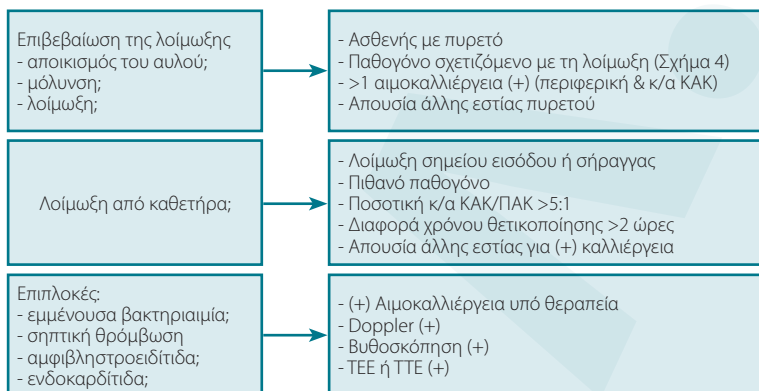 Επιβεβαίωση της λοίμωξης
- αποικισμός του αυλού;
- μόλυνση;
- λοίμωξη;
- Ασθενής με πυρετό
- Παθογόνο σχετιζόμενο με τη λοίμωξη (Σχήμα 4)
- >1 αιμοκαλλιέργεια (+) (περιφερική & κ/α ΚΑΚ)
- Απουσία άλλης εστίας πυρετού
Λοίμωξη από καθετήρα;
- Λοίμωξη σημείου εισόδου ή σήραγγας
- Πιθανό παθογόνο
- Ποσοτική κ/α ΚΑΚ/ΠΑΚ >5:1
- Διαφορά χρόνου θετικοποίησης >2 ώρες
- Απουσία άλλης εστίας για (+) καλλιέργεια
Επιπλοκές:
- εμμένουσα βακτηριαιμία;
- σηπτική θρόμβωση
- αμφιβληστροειδίτιδα;
- ενδοκαρδίτιδα;
- (+) Αιμοκαλλιέργεια υπό θεραπεία
- Doppler (+)
- Βυθοσκόπηση (+)
- ΤΕΕ ή ΤΤΕ (+)